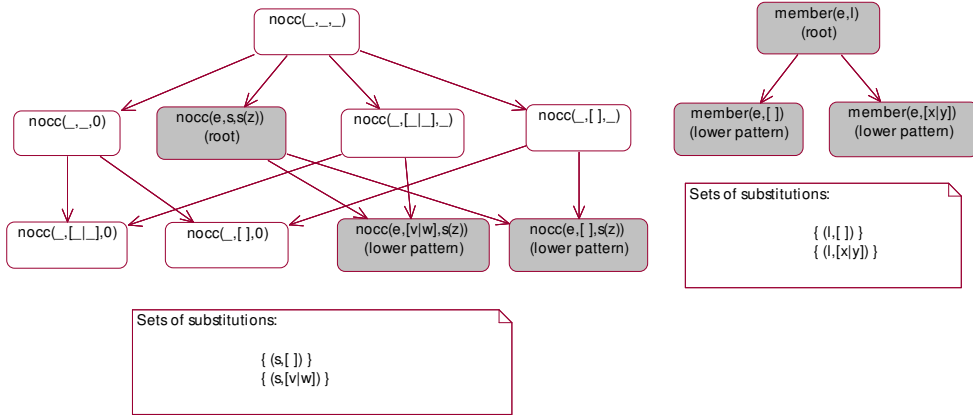 nocc(_,_,_,_)
member(e,l)
(root)
nocc(_,_,0)
nocc(e,s,s(z))
(root)
nocc(_,[_|_],_)
nocc(_,[ ],_)
member(e,[ ])
(lower pattern)
member(e,[x|y])
(lower pattern)
nocc(_,[_|_],0)
nocc(_,[ ],0)
nocc(e,[v|w],s(z))
(lower pattern)
nocc(e,[ ],s(z))
(lower pattern)
Sets of substitutions:
{ (l,[ ]) }
{ (l,[x|y]) }
Sets of substitutions:
{ (s,[ ]) }
{ (s,[v|w]) }